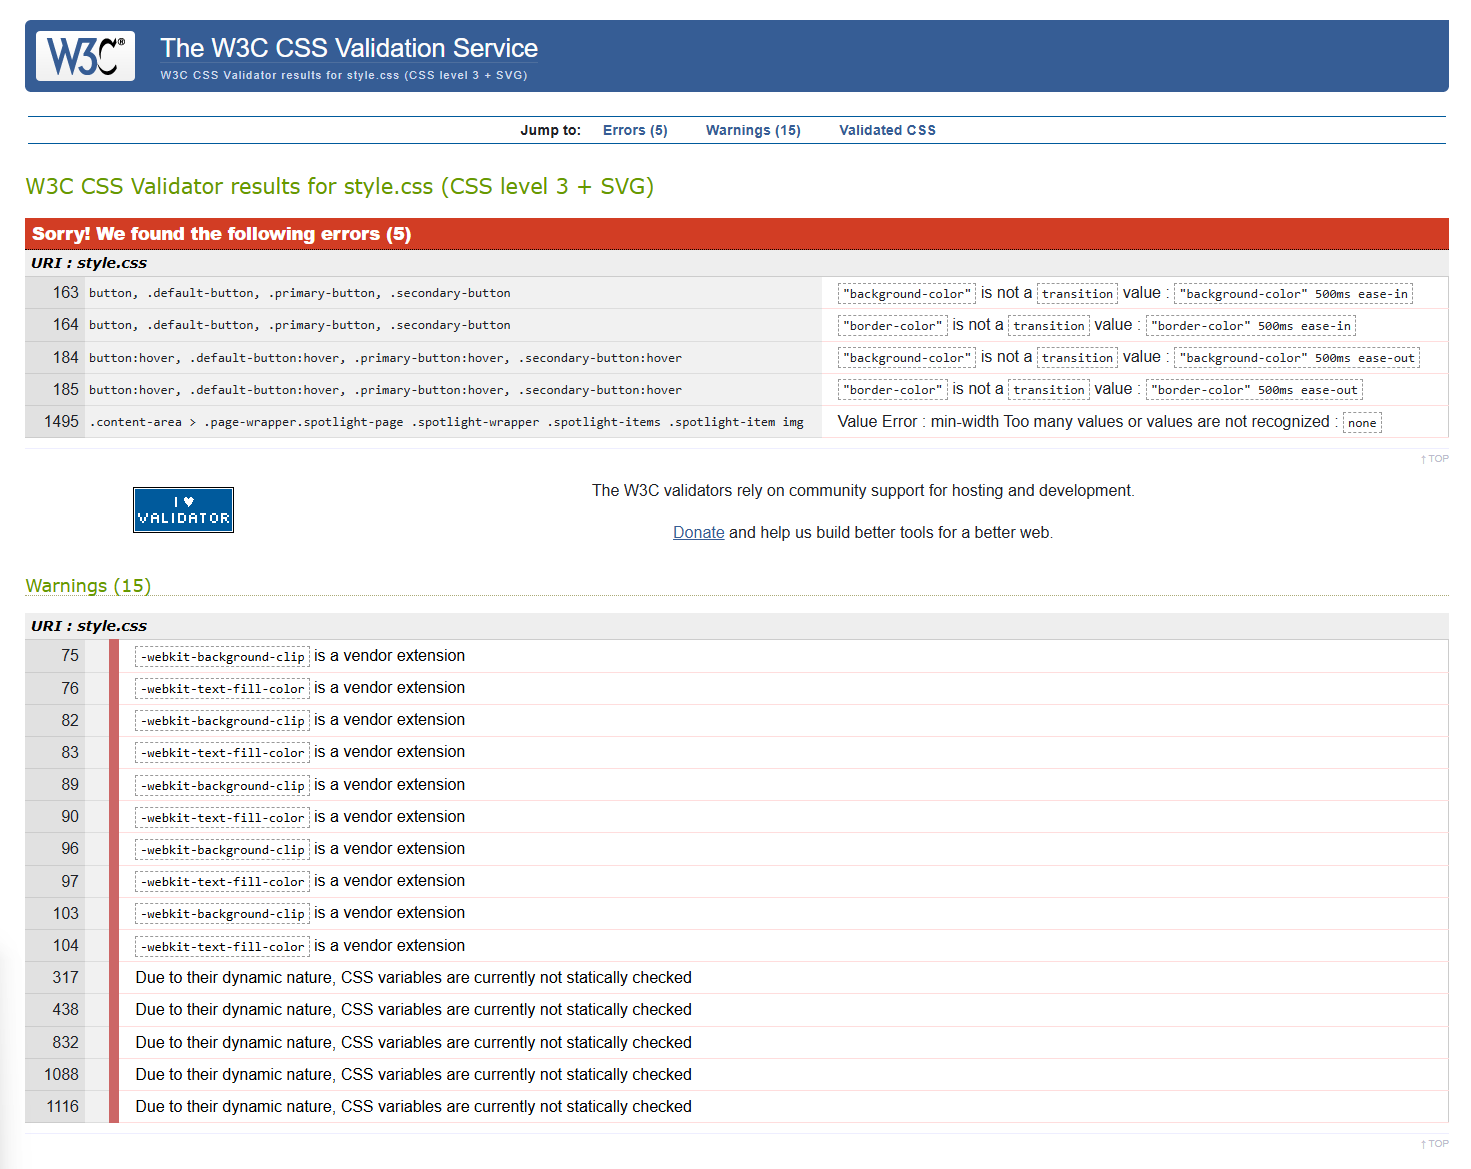 W3C®
The W3C CSS Validation Service
W3C CSS Validator results for style.css (CSS level 3 + SVG)
Jump to: Errors (5) Warnings (15) Validated CSS
W3C CSS Validator results for style.css (CSS level 3 + SVG)
Sorry! We found the following errors (5)
URI : style.css
163 button, .default-button, .primary-button, .secondary-button "background-color" is not a transition value : "background-color" 500ms ease-in
164 button, .default-button, .primary-button, .secondary-button "border-color" is not a transition value : "border-color" 500ms ease-in
184 button:hover, .default-button:hover, .primary-button:hover, .secondary-button:hover "background-color" is not a transition value : "background-color" 500ms ease-out
185 button:hover, .default-button:hover, .primary-button:hover, .secondary-button:hover "border-color" is not a transition value : "border-color" 500ms ease-out
1495 .content-area > .page-wrapper.spotlight-page .spotlight-wrapper .spotlight-items .spotlight-item img Value Error : min-width Too many values or values are not recognized : none
↑ TOP
I ♥
VALIDATOR
The W3C validators rely on community support for hosting and development.
Donate and help us build better tools for a better web.
Warnings (15)
URI : style.css
75 -webkit-background-clip is a vendor extension
76 -webkit-text-fill-color is a vendor extension
82 -webkit-background-clip is a vendor extension
83 -webkit-text-fill-color is a vendor extension
89 -webkit-background-clip is a vendor extension
90 -webkit-text-fill-color is a vendor extension
96 -webkit-background-clip is a vendor extension
97 -webkit-text-fill-color is a vendor extension
103 -webkit-background-clip is a vendor extension
104 -webkit-text-fill-color is a vendor extension
317 Due to their dynamic nature, CSS variables are currently not statically checked
438 Due to their dynamic nature, CSS variables are currently not statically checked
832 Due to their dynamic nature, CSS variables are currently not statically checked
1088 Due to their dynamic nature, CSS variables are currently not statically checked
1116 Due to their dynamic nature, CSS variables are currently not statically checked
↑ TOP